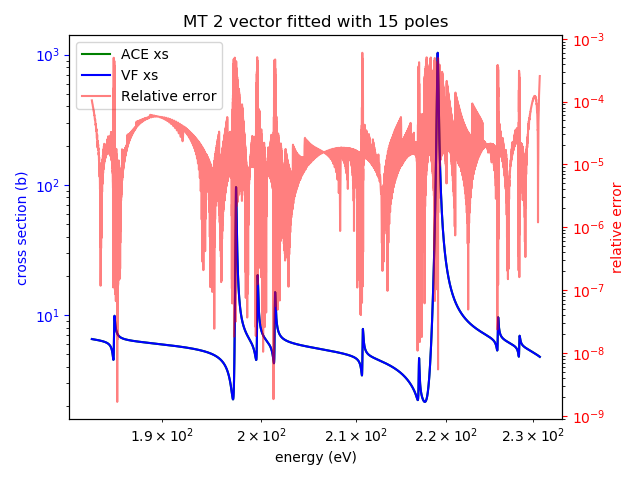 MT 2 vector fitted with 15 poles
ACE xs
VF xs
Relative error
cross section (b)
10³
10²
10¹
10⁻³
10⁻⁴
10⁻⁵
10⁻⁶
10⁻⁷
10⁻⁸
10⁻⁹
relative error
1.9 × 10² 2 × 10² 2.1 × 10² 2.2 × 10² 2.3 × 10²
energy (eV)